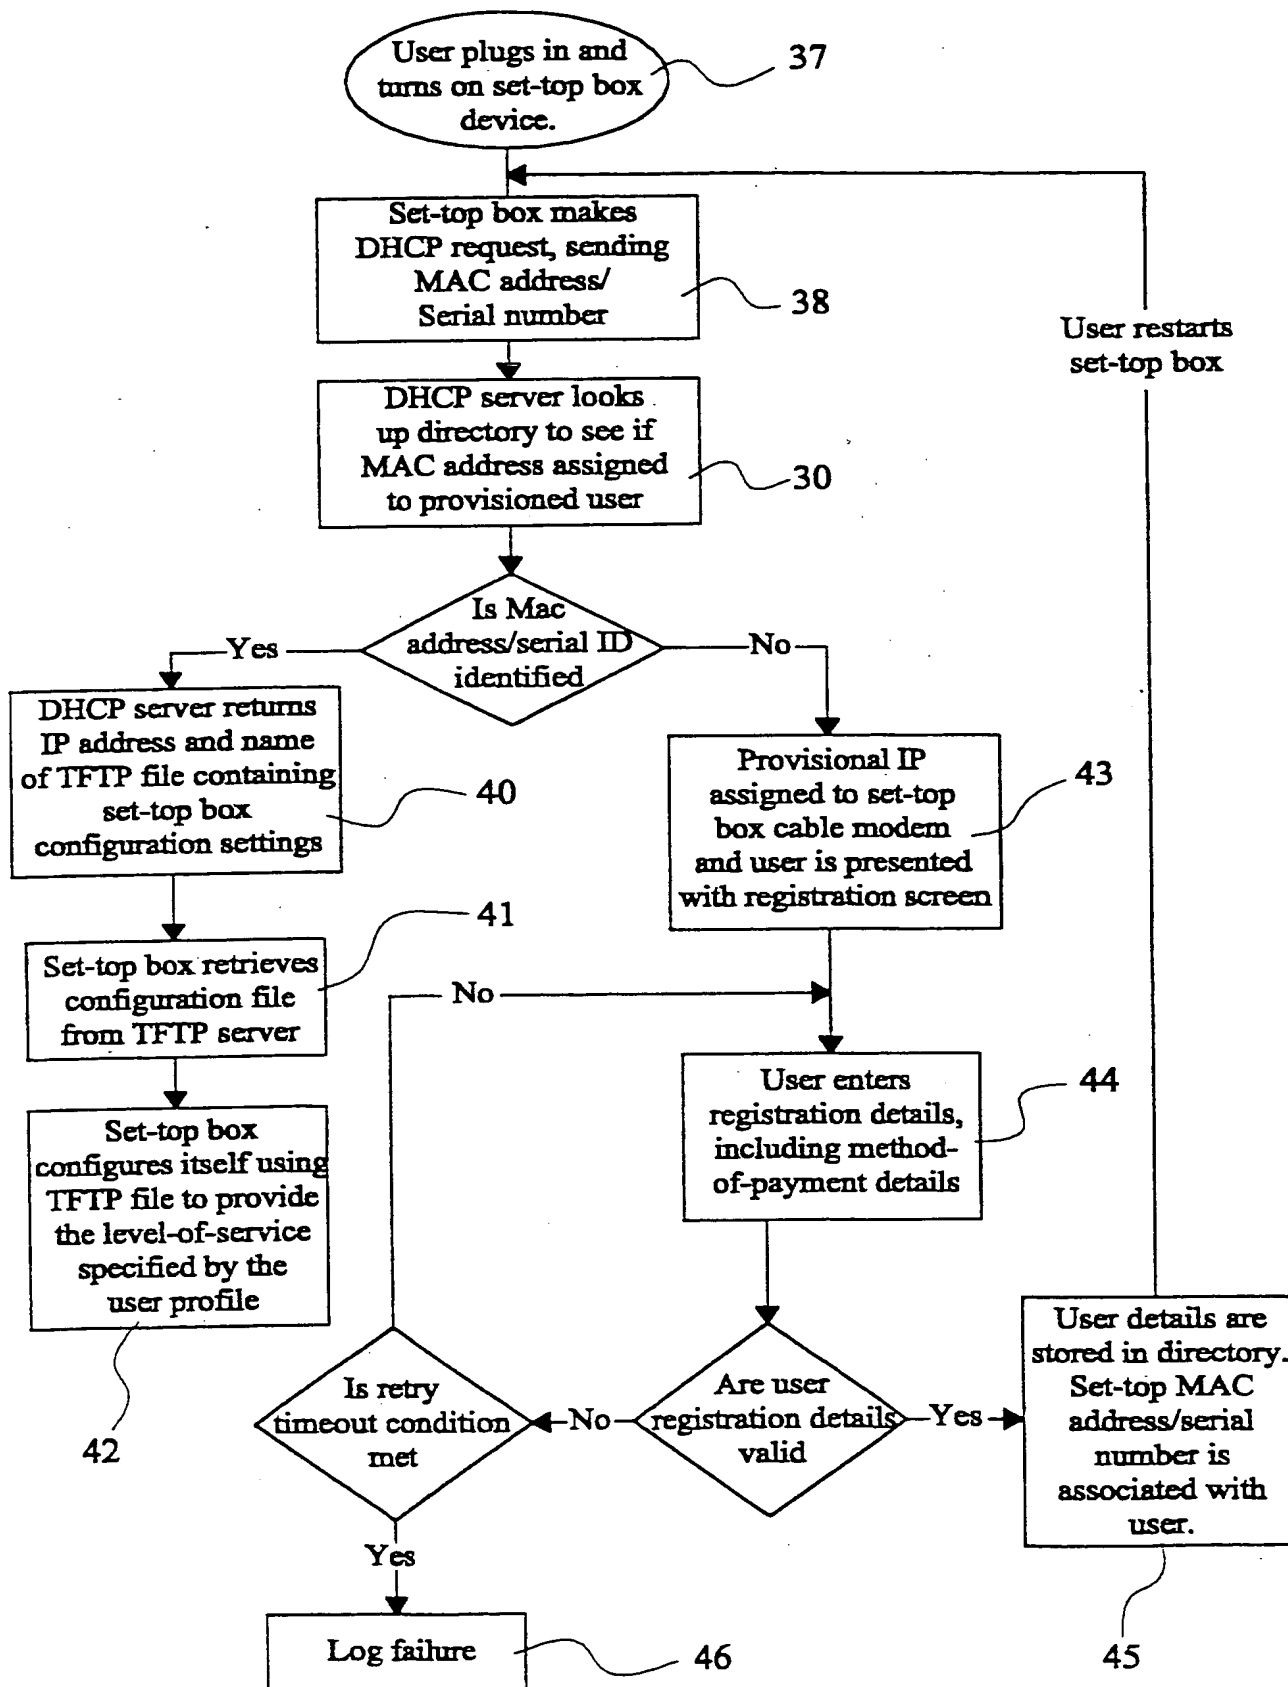 User plugs in and
turns on set-top box
device.
37
Set-top box makes
DHCP request, sending
MAC address/
Serial number
38
User restarts
set-top box
DHCP server looks
up directory to see if
MAC address assigned
to provisioned user
30
Is Mac
address/serial ID
identified
Yes
No
DHCP server returns
IP address and name
of TFTP file containing
set-top box
configuration settings
40
Provisional IP
assigned to set-top
box cable modem
and user is presented
with registration screen
43
41
Set-top box retrieves
configuration file
from TFTP server
No
User enters
registration details,
including method-
of-payment details
44
Set-top box
configures itself using
TFTP file to provide
the level-of-service
specified by the
user profile
42
Is retry
timeout condition
met
No
Are user
registration details
valid
Yes
User details are
stored in directory.
Set-top MAC
address/serial
number is
associated with
user.
45
Yes
Log failure
46